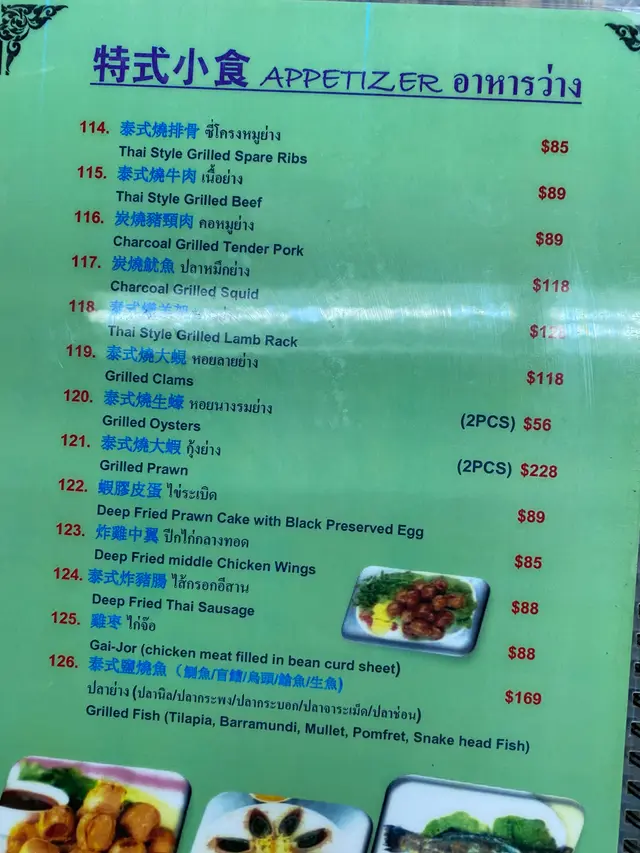 特式小食 APPETIZER อาหารว่าง
114. 泰式燒排骨 ซี่โครงหมูย่าง
Thai Style Grilled Spare Ribs $85
115. 泰式燒牛肉 เนื้อย่าง
Thai Style Grilled Beef $89
116. 炭燒豬頸肉 คอหมูย่าง
Charcoal Grilled Tender Pork $89
117. 炭燒魷魚 ปลาหมึกย่าง
Charcoal Grilled Squid $118
118.
Thai Style Grilled Lamb Rack
119. 泰式燒大蜆 หอยลายย่าง
Grilled Clams $118
120. 泰式燒生蠔 หอยนางรมย่าง
Grilled Oysters (2PCS) $56
121. 泰式燒大蝦 กุ้งย่าง
Grilled Prawn (2PCS) $228
122. 蝦膠皮蛋 ไข่ระเบิด
Deep Fried Prawn Cake with Black Preserved Egg $89
123. 炸雞中翼 ปีกไก่กลางทอด
Deep Fried middle Chicken Wings $85
124. 泰式炸豬腸 ไส้กรอกอีสาน
Deep Fried Thai Sausage $88
125. 雞枣 ไก่จ๊อ
Gai-Jor (chicken meat filled in bean curd sheet) $88
126. 泰式鹽燒魚（鯛魚/盲鰽/烏頭/鯧魚/生魚)
ปลาย่าง (ปลานิล/ปลากระพง/ปลากระบอก/ปลาจาระเม็ด/ปลาช่อน) $169
Grilled Fish (Tilapia, Barramundi, Mullet, Pomfret, Snake head Fish)